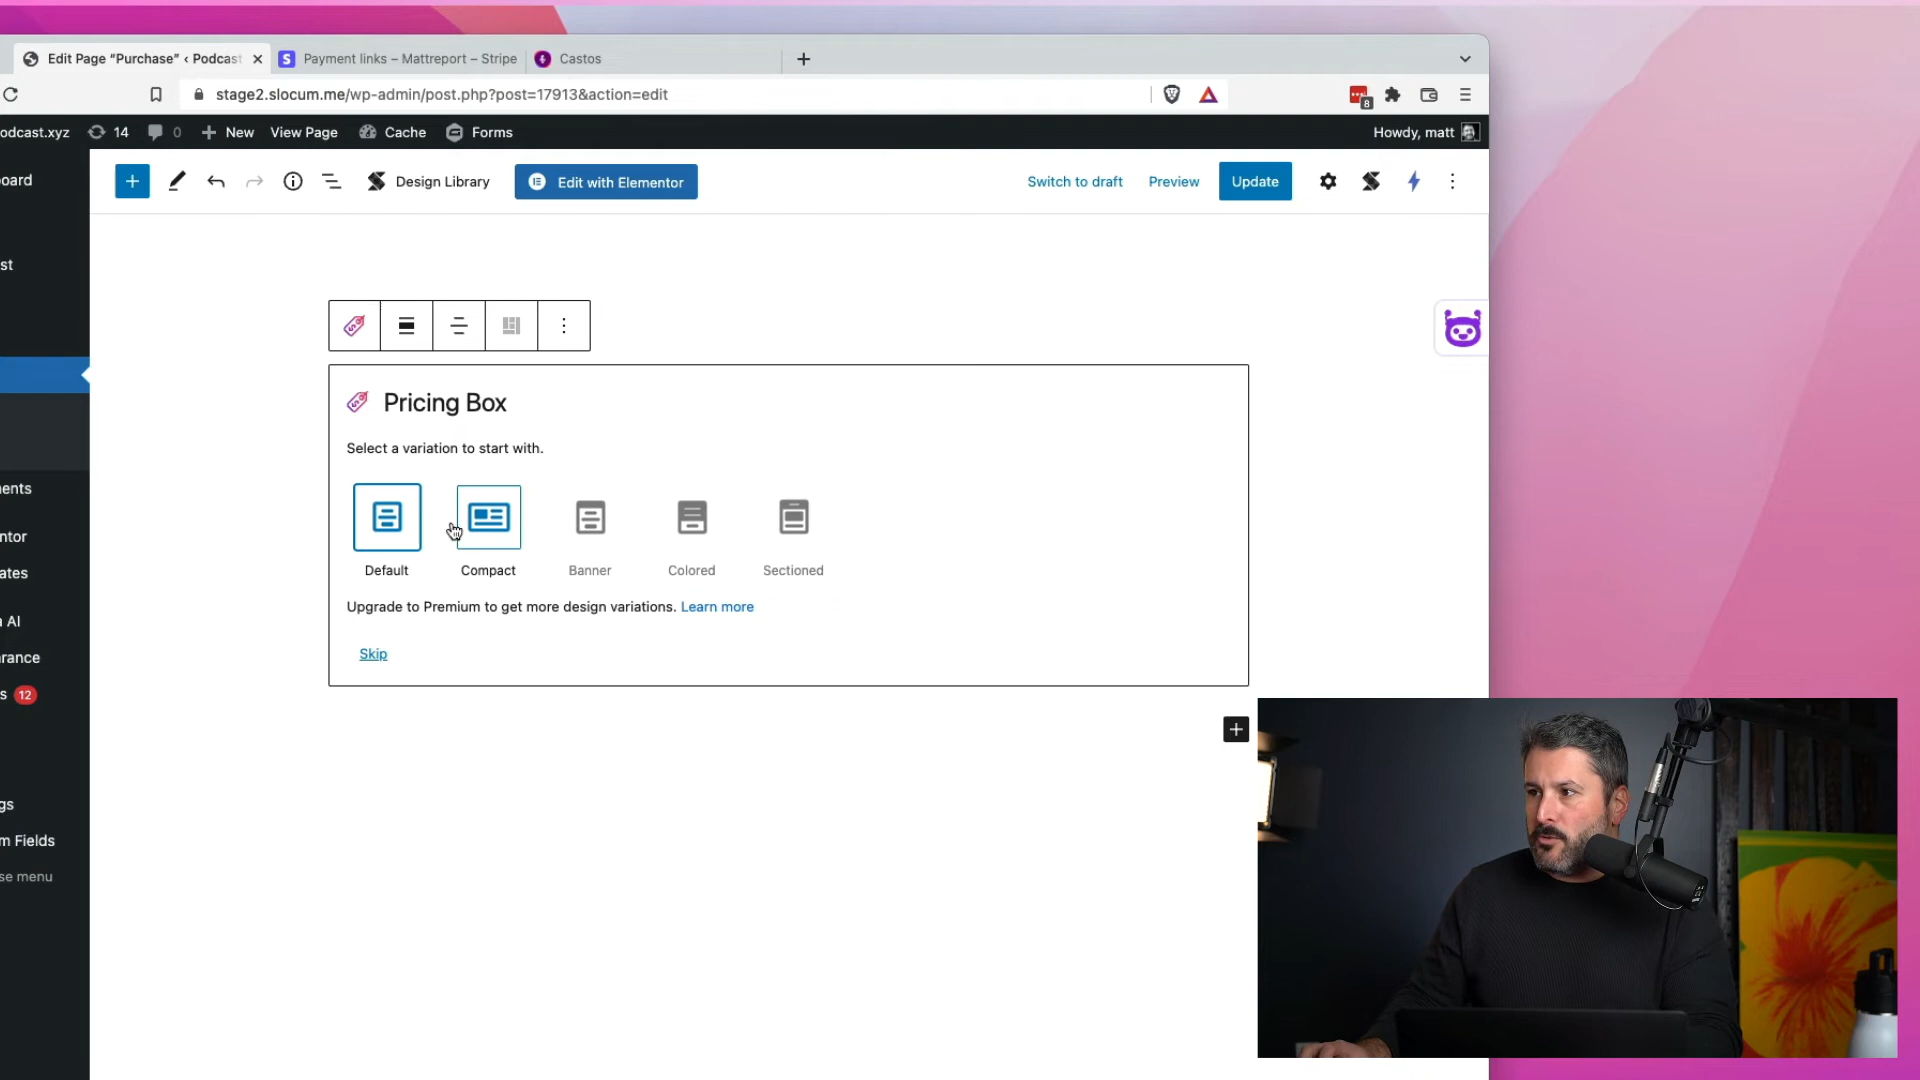 Edit Page "Purchase" ‹ Podcast
Payment links – Mattreport – Stripe
Castos
stage2.slocum.me/wp-admin/post.php?post=17913&action=edit
8
odcast.xyz
14
0
New
View Page
Cache
Forms
Howdy, matt
oard
st
ents
ntor
ates
a AI
rance
s 12
gs
m Fields
se menu
Design Library
Edit with Elementor
Switch to draft
Preview
Update
Pricing Box
Select a variation to start with.
Default
Compact
Banner
Colored
Sectioned
Upgrade to Premium to get more design variations. Learn more
Skip